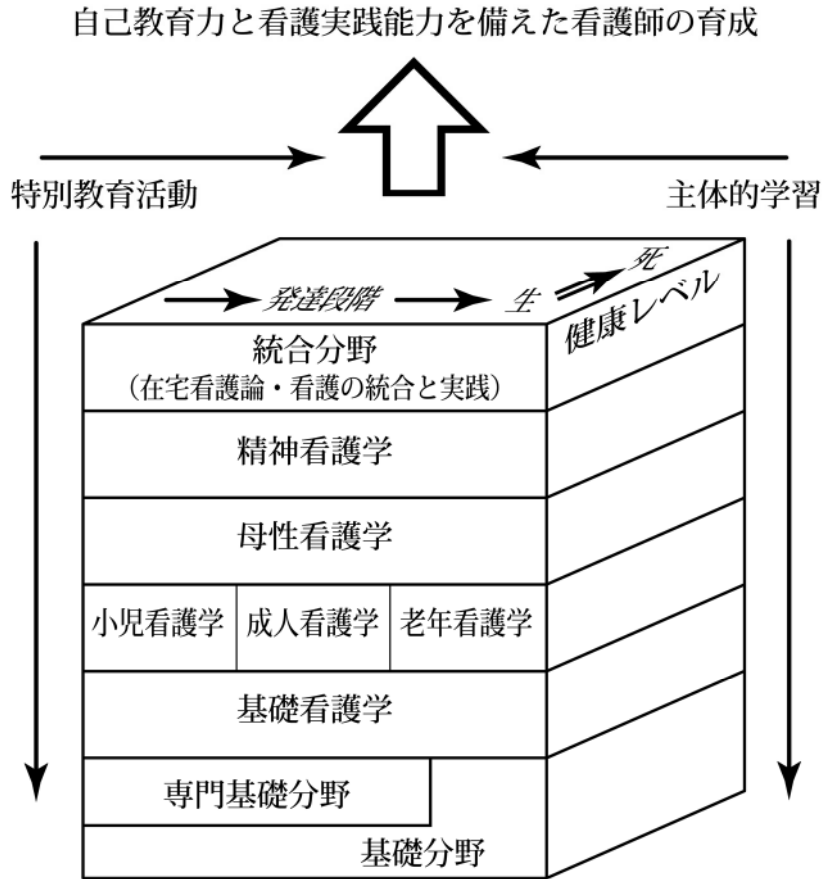 自己教育力と看護実践能力を備えた看護師の育成
特別教育活動
主体的学習
発達段階
生
死
健康レベル
統合分野
（在宅看護論・看護の統合と実践）
精神看護学
母性看護学
小児看護学
成人看護学
老年看護学
基礎看護学
専門基礎分野
基礎分野